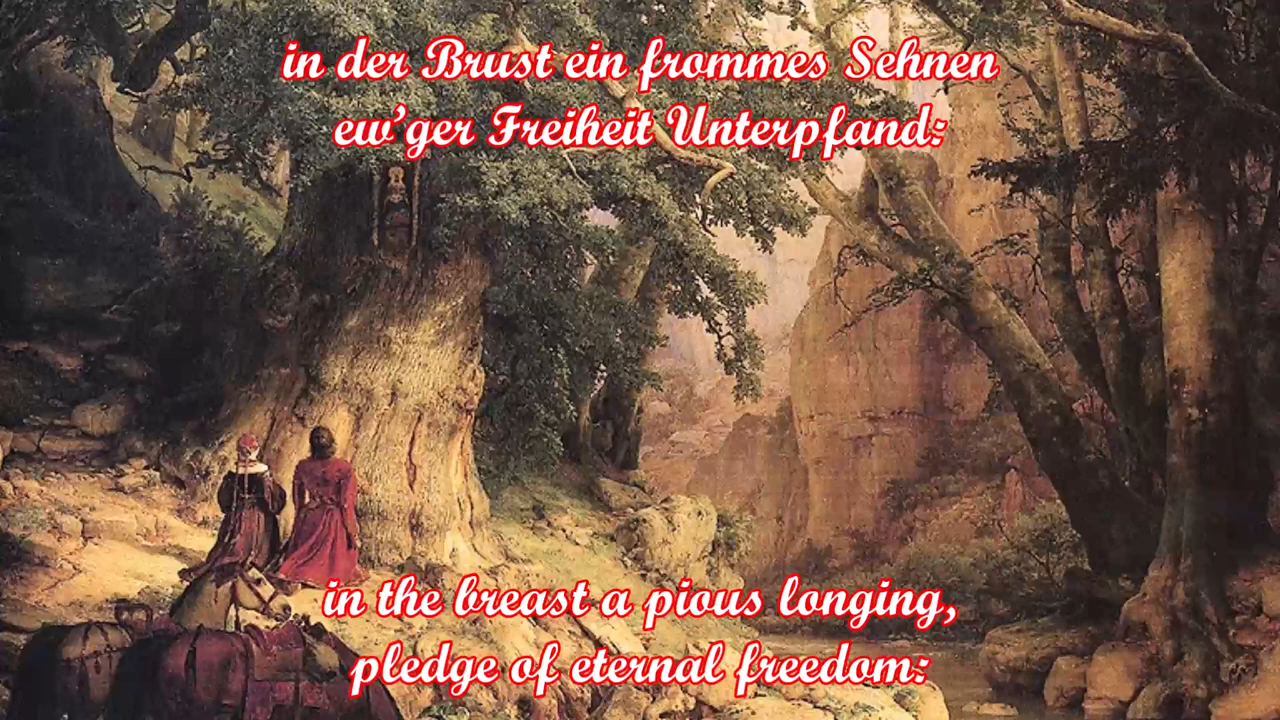 in der Brust ein frommes Sehnen
ew’ger Freiheit Unterpfand:
in the breast a pious longing,
pledge of eternal freedom: